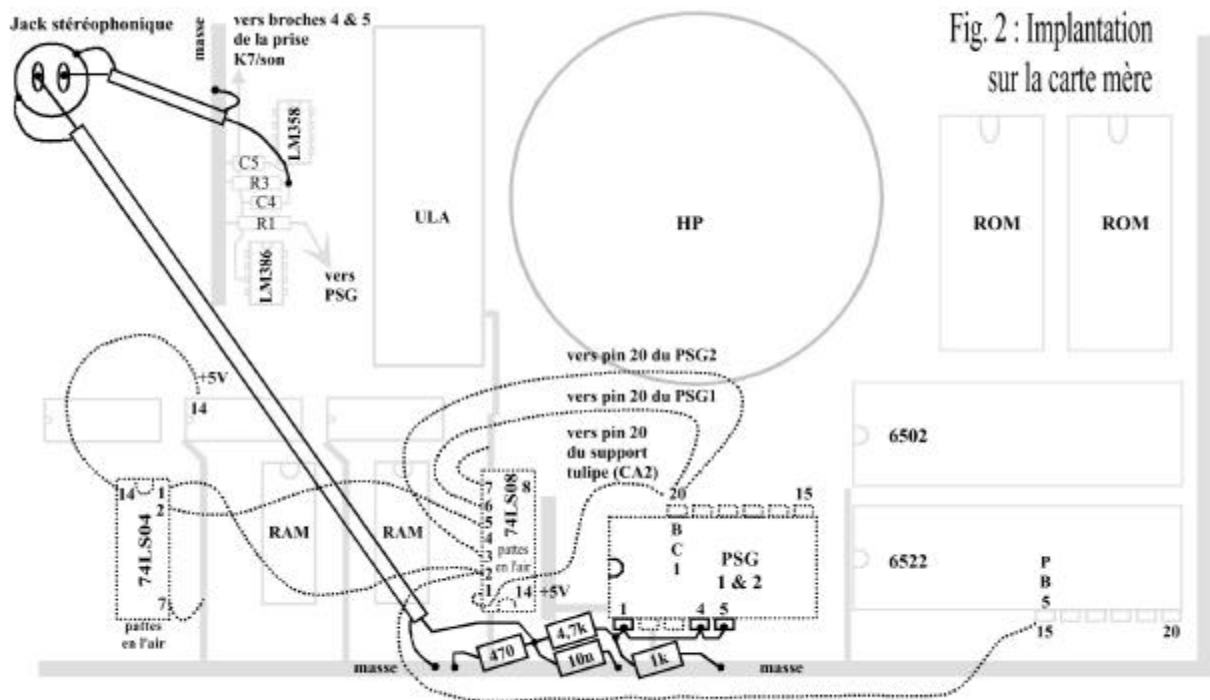 Jack stéréophonique
masse
vers broches 4 & 5
de la prise
K7/son
Fig. 2 : Implantation
sur la carte mère
LM358
C5
R3
C4
R1
LM386
vers
PSG
ULA
HP
ROM
ROM
+5V
14
vers pin 20 du PSG2
vers pin 20 du PSG1
vers pin 20
du support
tulipe (CA2)
6502
14
1
2
74LS04
7
pattes
en l'air
RAM
RAM
7
8
6
5
4
3
2
1
74LS08
pattes
en l'air
14
+5V
20
15
B
C
1
PSG
1 & 2
1
4
5
6522
P
B
5
15
20
470
4,7k
10n
1k
masse
masse